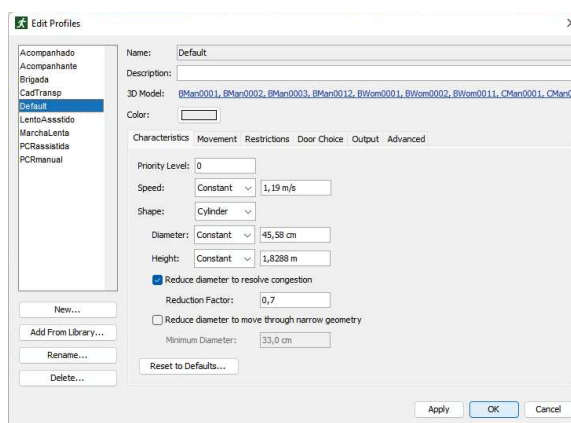 Edit Profiles
Acompanhado
Acompanhante
Brigada
CadTransp
Default
LentoAssstido
MarchaLenta
PCRassistida
PCRmanual
New...
Add From Library...
Rename...
Delete...
Name: Default
Description:
3D Model: BMan0001, BMan0002, BMan0003, BMan0012, BWom0001, BWom0002, BWom0011, CMan0001, CMan0
Color:
Characteristics Movement Restrictions Door Choice Output Advanced
Priority Level: 0
Speed: Constant 1,19 m/s
Shape: Cylinder
Diameter: Constant 45,58 cm
Height: Constant 1,8288 m
Reduce diameter to resolve congestion
Reduction Factor: 0,7
Reduce diameter to move through narrow geometry
Minimum Diameter: 33,0 cm
Reset to Defaults...
Apply OK Cancel